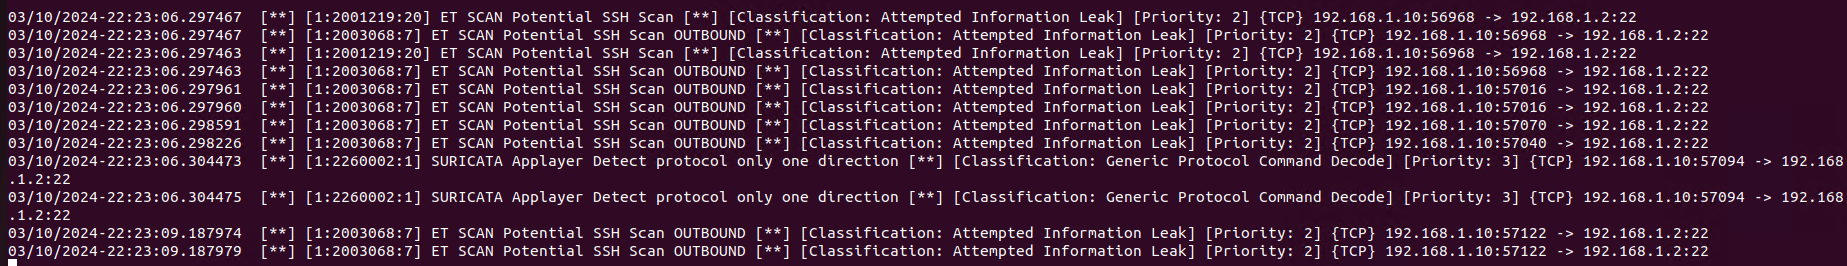 03/10/2024-22:23:06.297467  [**] [1:2001219:20] ET SCAN Potential SSH Scan [**] [Classification: Attempted Information Leak] [Priority: 2] {TCP} 192.168.1.10:56968 -> 192.168.1.2:22
03/10/2024-22:23:06.297467  [**] [1:2003068:7] ET SCAN Potential SSH Scan OUTBOUND [**] [Classification: Attempted Information Leak] [Priority: 2] {TCP} 192.168.1.10:56968 -> 192.168.1.2:22
03/10/2024-22:23:06.297463  [**] [1:2001219:20] ET SCAN Potential SSH Scan [**] [Classification: Attempted Information Leak] [Priority: 2] {TCP} 192.168.1.10:56968 -> 192.168.1.2:22
03/10/2024-22:23:06.297463  [**] [1:2003068:7] ET SCAN Potential SSH Scan OUTBOUND [**] [Classification: Attempted Information Leak] [Priority: 2] {TCP} 192.168.1.10:56968 -> 192.168.1.2:22
03/10/2024-22:23:06.297961  [**] [1:2003068:7] ET SCAN Potential SSH Scan OUTBOUND [**] [Classification: Attempted Information Leak] [Priority: 2] {TCP} 192.168.1.10:57016 -> 192.168.1.2:22
03/10/2024-22:23:06.297960  [**] [1:2003068:7] ET SCAN Potential SSH Scan OUTBOUND [**] [Classification: Attempted Information Leak] [Priority: 2] {TCP} 192.168.1.10:57016 -> 192.168.1.2:22
03/10/2024-22:23:06.298591  [**] [1:2003068:7] ET SCAN Potential SSH Scan OUTBOUND [**] [Classification: Attempted Information Leak] [Priority: 2] {TCP} 192.168.1.10:57070 -> 192.168.1.2:22
03/10/2024-22:23:06.298226  [**] [1:2003068:7] ET SCAN Potential SSH Scan OUTBOUND [**] [Classification: Attempted Information Leak] [Priority: 2] {TCP} 192.168.1.10:57040 -> 192.168.1.2:22
03/10/2024-22:23:06.304473  [**] [1:2260002:1] SURICATA Applayer Detect protocol only one direction [**] [Classification: Generic Protocol Command Decode] [Priority: 3] {TCP} 192.168.1.10:57094 -> 192.168
.1.2:22
03/10/2024-22:23:06.304475  [**] [1:2260002:1] SURICATA Applayer Detect protocol only one direction [**] [Classification: Generic Protocol Command Decode] [Priority: 3] {TCP} 192.168.1.10:57094 -> 192.168
.1.2:22
03/10/2024-22:23:09.187974  [**] [1:2003068:7] ET SCAN Potential SSH Scan OUTBOUND [**] [Classification: Attempted Information Leak] [Priority: 2] {TCP} 192.168.1.10:57122 -> 192.168.1.2:22
03/10/2024-22:23:09.187979  [**] [1:2003068:7] ET SCAN Potential SSH Scan OUTBOUND [**] [Classification: Attempted Information Leak] [Priority: 2] {TCP} 192.168.1.10:57122 -> 192.168.1.2:22